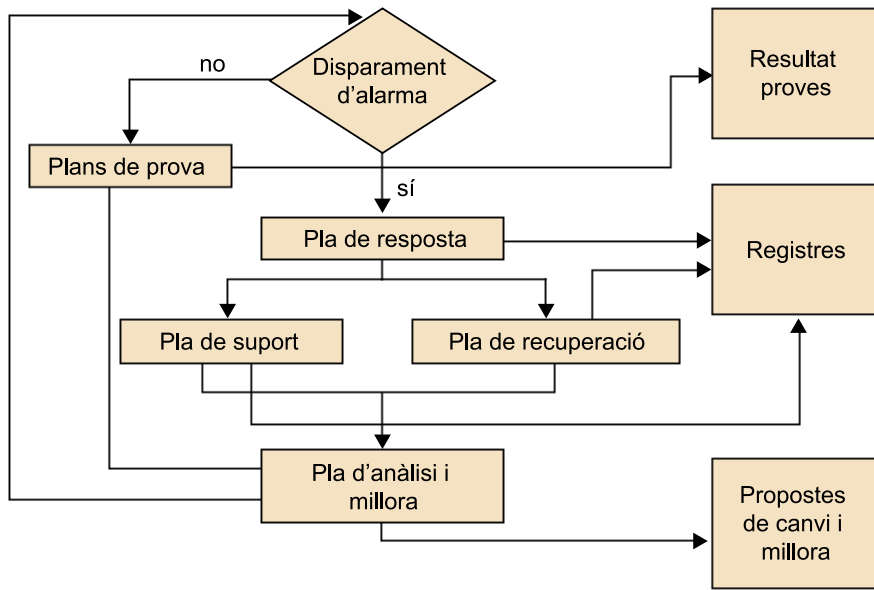 Disparament
d’alarma
Resultat
proves
no
Plans de prova
sí
Pla de resposta
Registres
Pla de suport
Pla de recuperació
Pla d’anàlisi i
millora
Propostes
de canvi i
millora